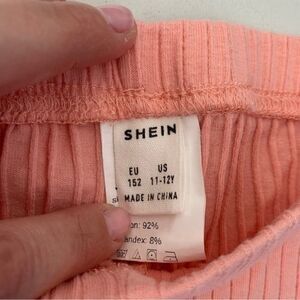 SHEIN
EU US
152 11-12Y
MADE IN CHINA
on: 92%
andex: 8%